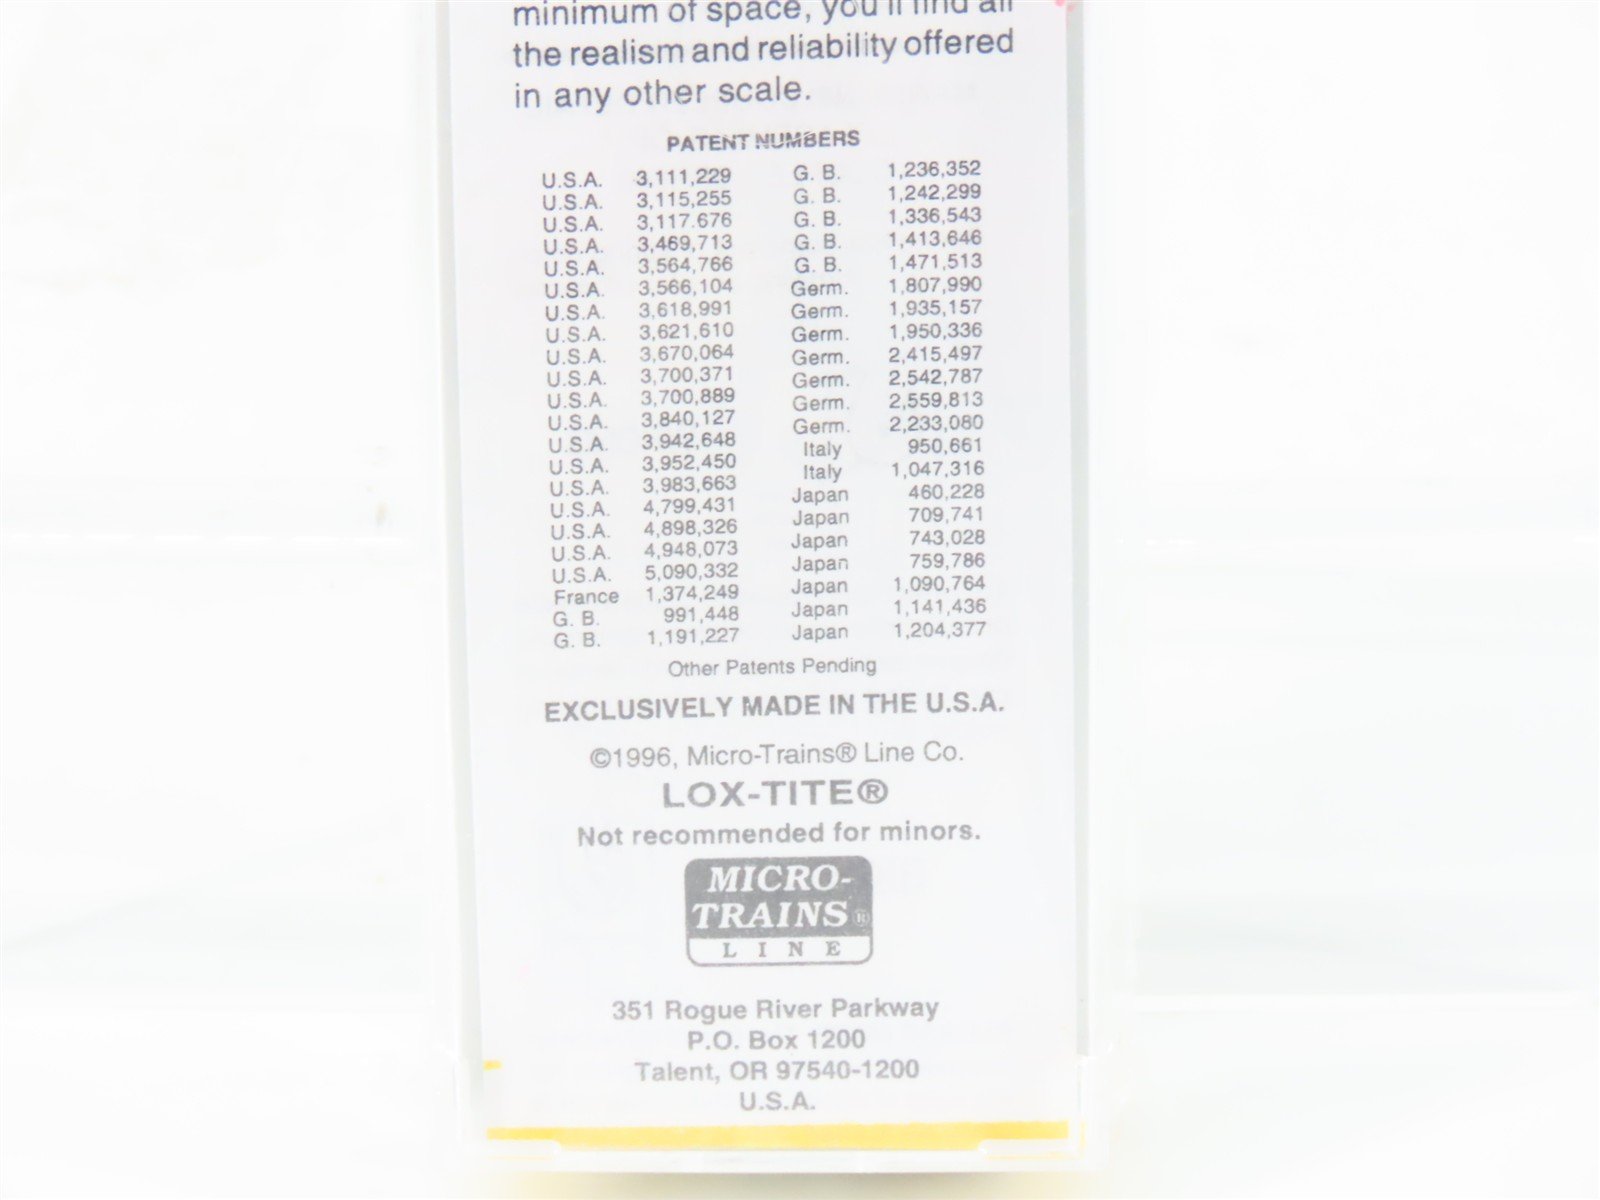 minimum of space, you'll find all
the realism and reliability offered
in any other scale.
PATENT NUMBERS
U.S.A. 3,111,229 G. B. 1,236,352
U.S.A. 3,115,255 G. B. 1,242,299
U.S.A. 3,117.676 G. B. 1,336,543
U.S.A. 3,469,713 G. B. 1,413,646
U.S.A. 3,564,766 G. B. 1,471,513
U.S.A. 3,566,104 Germ. 1,807,990
U.S.A. 3,618,991 Germ. 1,935,157
U.S.A. 3,621,610 Germ. 1,950,336
U.S.A. 3,670,064 Germ. 2,415,497
U.S.A. 3,700,371 Germ. 2,542,787
U.S.A. 3,700,889 Germ. 2,559,813
U.S.A. 3,840,127 Germ. 2,233,080
U.S.A. 3,942,648 Italy 950,661
U.S.A. 3,952,450 Italy 1,047,316
U.S.A. 3,983,663 Japan 460,228
U.S.A. 4,799,431 Japan 709,741
U.S.A. 4,898,326 Japan 743,028
U.S.A. 4,948,073 Japan 759,786
U.S.A. 5,090,332 Japan 1,090,764
France 1,374,249 Japan 1,141,436
G. B. 991,448 Japan 1,204,377
G. B. 1,191,227
Other Patents Pending
EXCLUSIVELY MADE IN THE U.S.A.
©1996, Micro-Trains® Line Co.
LOX-TITE®
Not recommended for minors.
MICRO-
TRAINS®
LINE
351 Rogue River Parkway
P.O. Box 1200
Talent, OR 97540-1200
U.S.A.